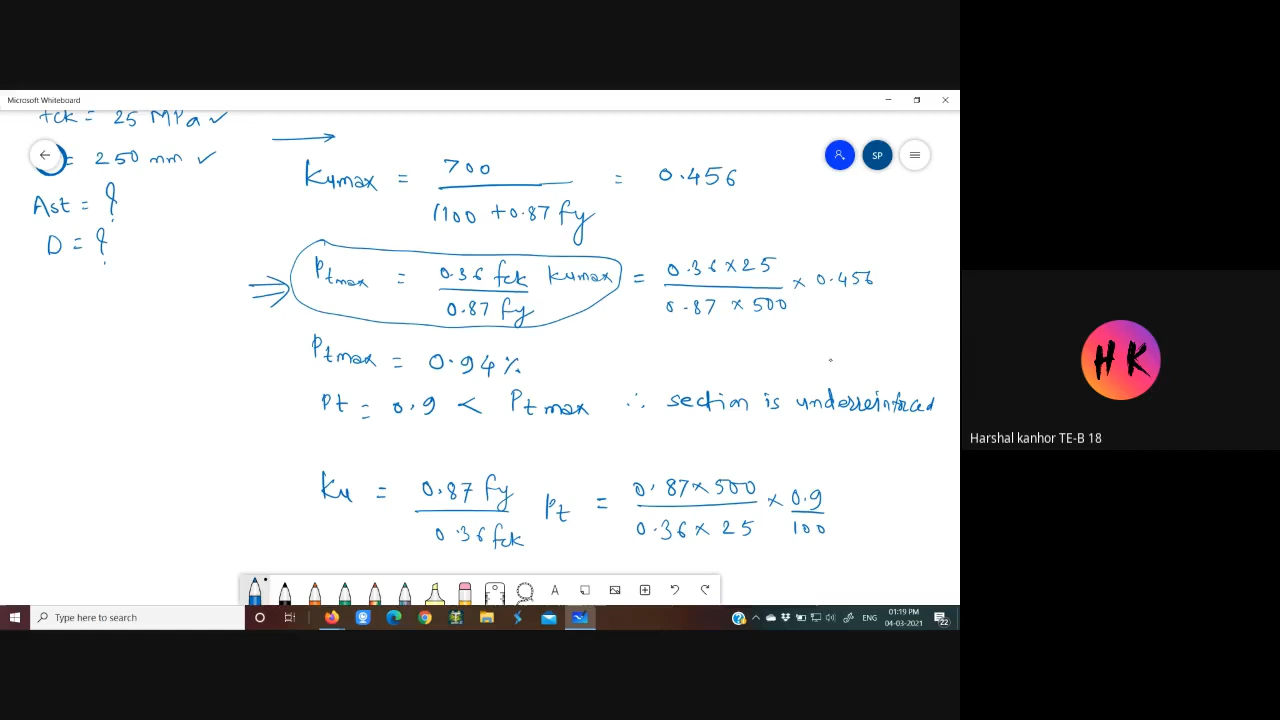 Microsoft Whiteboard
fck = 25 MPa ✓
= 250 mm ✓
Ast = ?
D = ?
Kumax = 700 / 1100 + 0.87 fy = 0.456
SP
Ptmax = 0.36 fck / 0.87 fy Kumax = 0.36 × 25 / 0.87 × 500 × 0.456
Ptmax = 0.94 %
Pt = 0.9 < Ptmax ∴ section is underreinforced
Ku = 0.87 fy / 0.36 fck Pt = 0.87 × 500 / 0.36 × 25 × 0.9 / 100
HK
Harshal kanhor TE-B 18
Type here to search
ENG
01:19 PM
04-03-2021
22